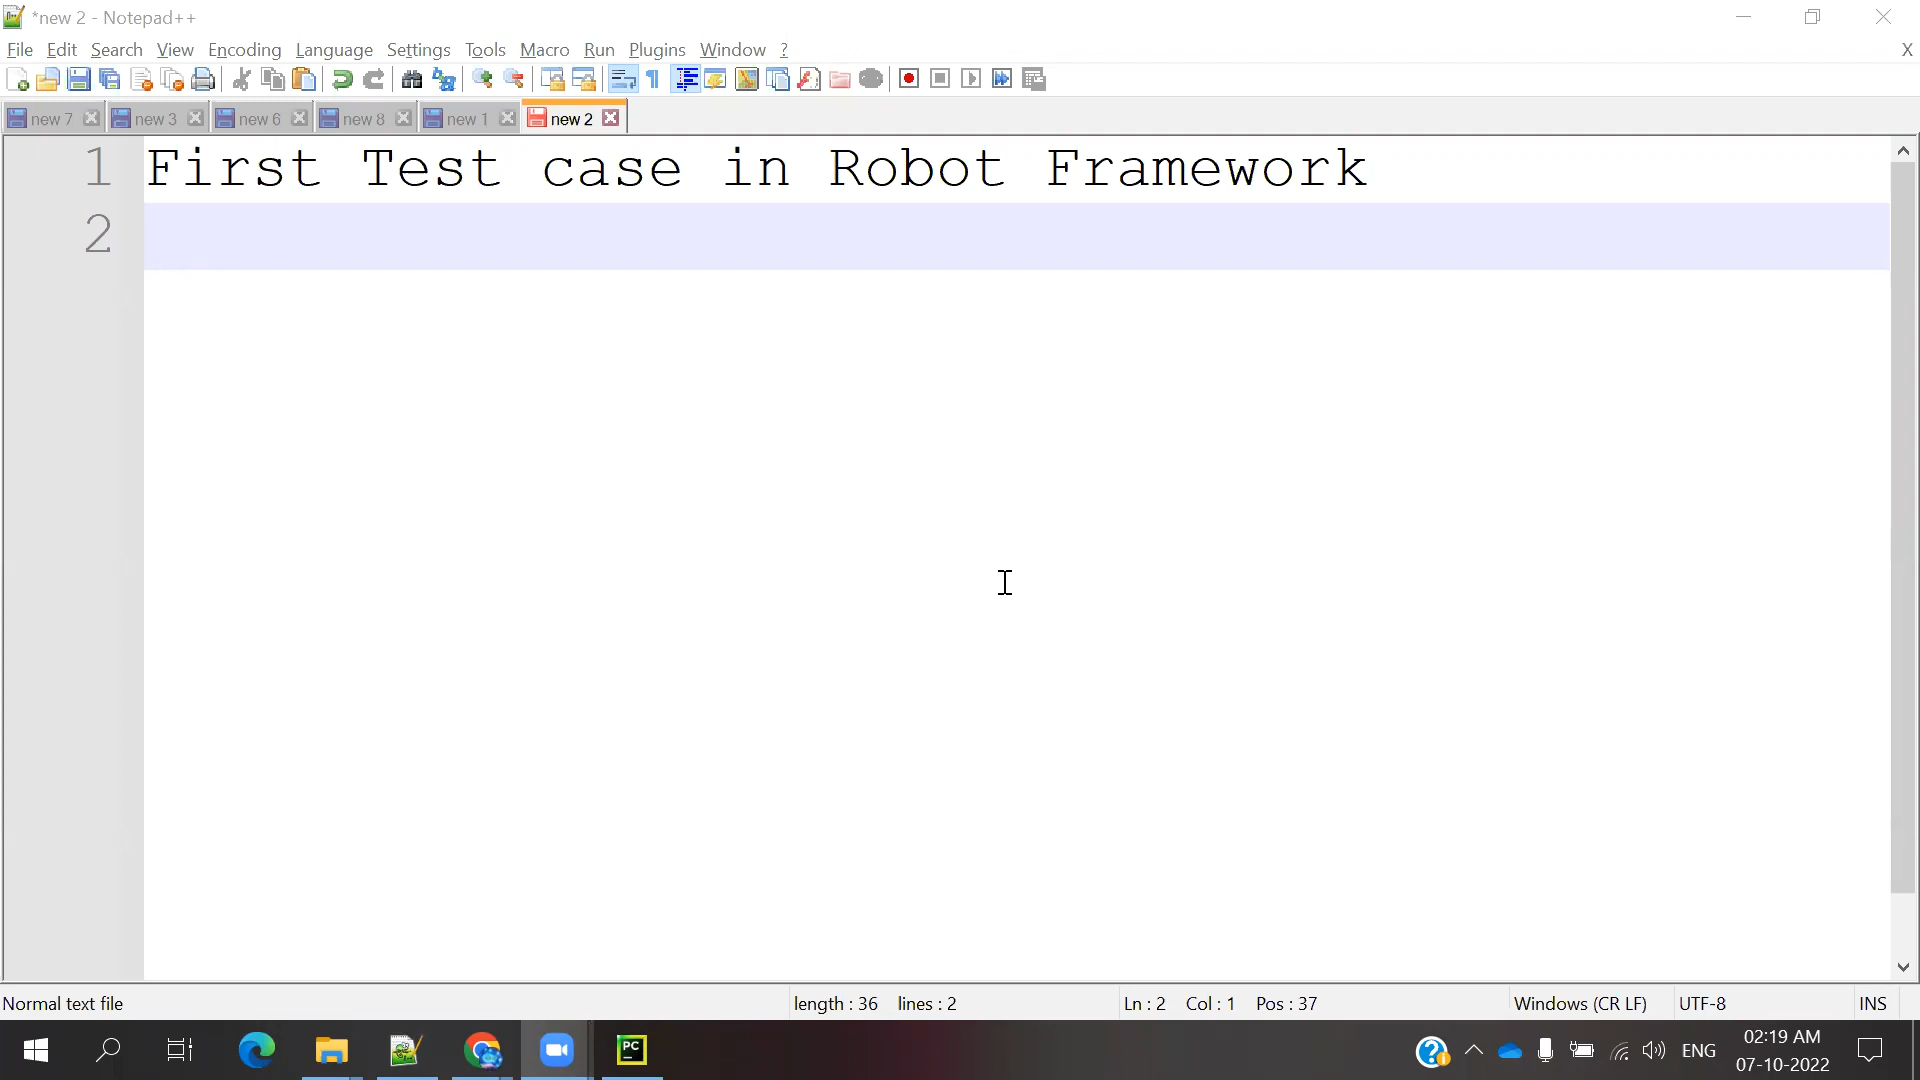 *new 2 - Notepad++
File Edit Search View Encoding Language Settings Tools Macro Run Plugins Window ? X
new 7 new 3 new 6 new 8 new 1 new 2
1 First Test case in Robot Framework
2
Normal text file length : 36 lines : 2 Ln : 2 Col : 1 Pos : 37 Windows (CR LF) UTF-8 INS
PC ENG 02:19 AM
07-10-2022